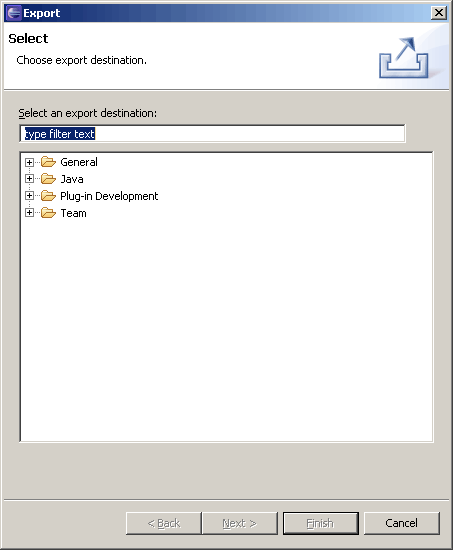 Export
Select
Choose export destination.
Select an export destination:
type filter text
General
Java
Plug-in Development
Team
< Back
Next >
Finish
Cancel